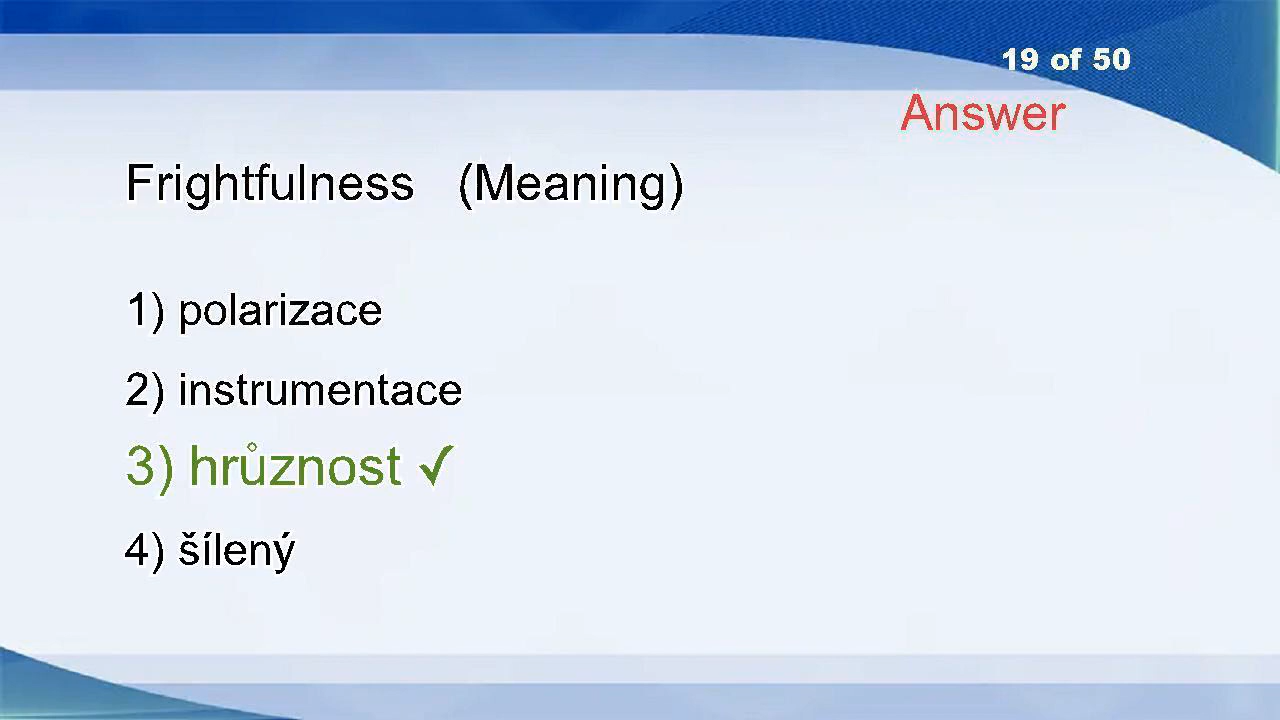 19 of 50
Answer
Frightfulness (Meaning)
1) polarizace
2) instrumentace
3) hrůznost ✓
4) šílený